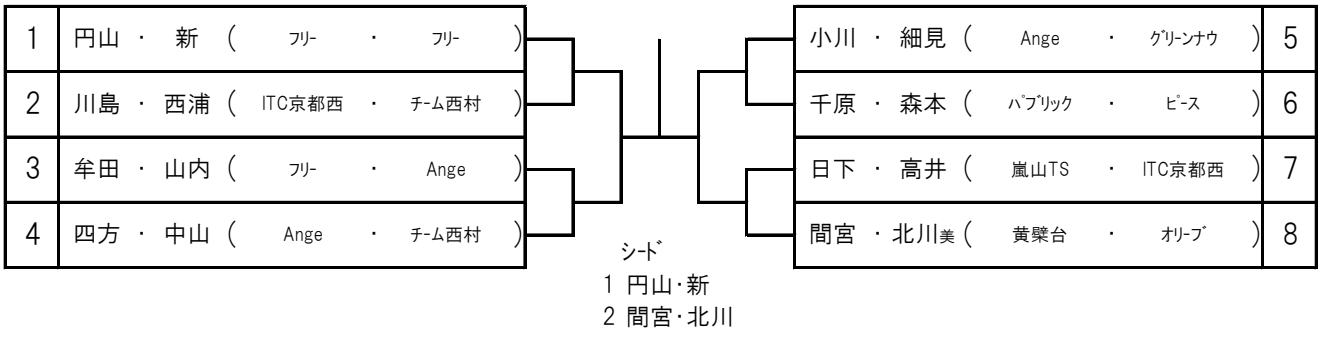 1 円山 ・ 新 ( フリー ・ フリー )
2 川島 ・ 西浦 ( ITC京都西 ・ チーム西村 )
3 牟田 ・ 山内 ( フリー ・ Ange )
4 四方 ・ 中山 ( Ange ・ チーム西村 )
小川 ・ 細見 ( Ange ・ グリーンナウ ) 5
千原 ・ 森本 ( パブリック ・ ピース ) 6
日下 ・ 高井 ( 嵐山TS ・ ITC京都西 ) 7
間宮 ・ 北川美 ( 黄檗台 ・ オリーブ ) 8
シード
1 円山・新
2 間宮・北川